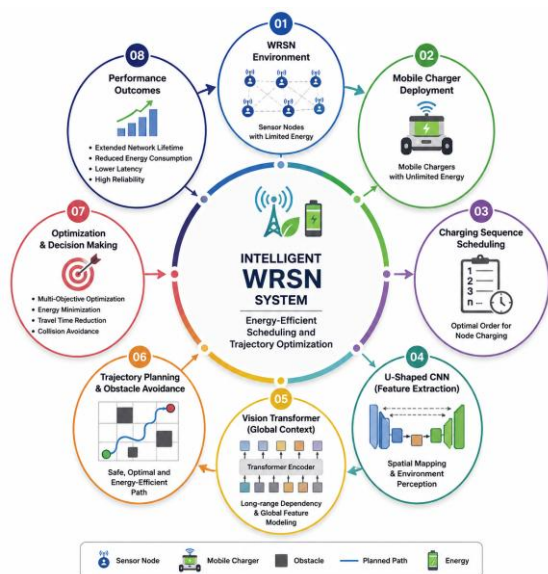 01
WRSN
Environment
Sensor Nodes
with Limited Energy
02
Mobile Charger
Deployment
Mobile Chargers
with Unlimited Energy
03
Charging Sequence
Scheduling
1
2
3
n...
Optimal Order for
Node Charging
04
U-Shaped CNN
(Feature Extraction)
Spatial Mapping
& Environment
Perception
05
Vision Transformer
(Global Context)
Transformer Encoder
Long-range Dependency
& Global Feature
Modeling
06
Trajectory Planning
& Obstacle Avoidance
Safe, Optimal and
Energy-Efficient
Path
07
Optimization
& Decision Making
• Multi-Objective Optimization
• Energy Minimization
• Travel Time Reduction
• Collision Avoidance
08
Performance
Outcomes
• Extended Network Lifetime
• Reduced Energy Consumption
• Lower Latency
• High Reliability
INTELLIGENT
WRSN
SYSTEM
Energy-Efficient
Scheduling and
Trajectory Optimization
Sensor Node
Mobile Charger
Obstacle
Planned Path
Energy